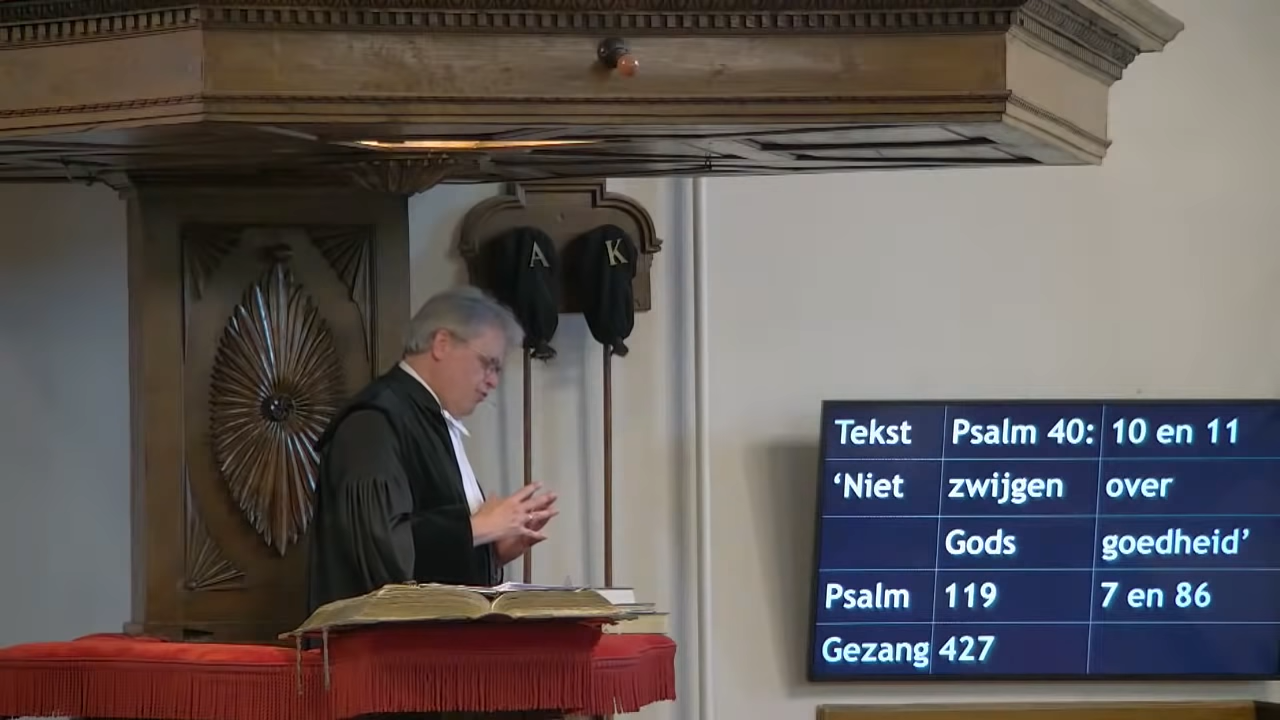 A K
Tekst Psalm 40: 10 en 11
‘Niet zwijgen over
Gods goedheid’
Psalm 119 7 en 86
Gezang 427